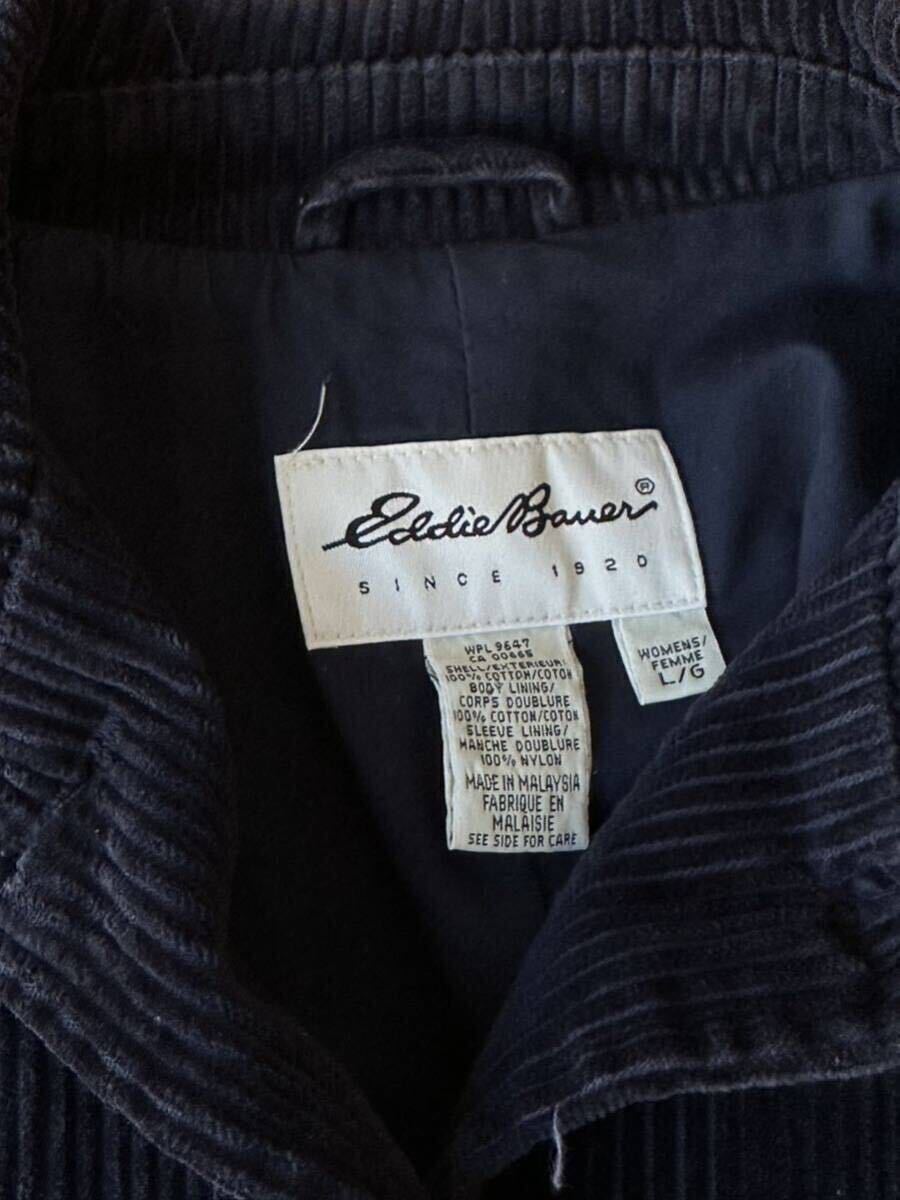 Eddie Bauer®
SINCE 1920
WPL 9647
CA 00665
SHELL/EXTERIEUR:
100% COTTON/COTON
BODY LINING/
CORPS DOUBLURE
100% COTTON/COTON
SLEEVE LINING/
MANCHE DOUBLURE
100% NYLON
MADE IN MALAYSIA
FABRIQUE EN
MALAISIE
SEE SIDE FOR CARE
WOMENS/
FEMME
L/G